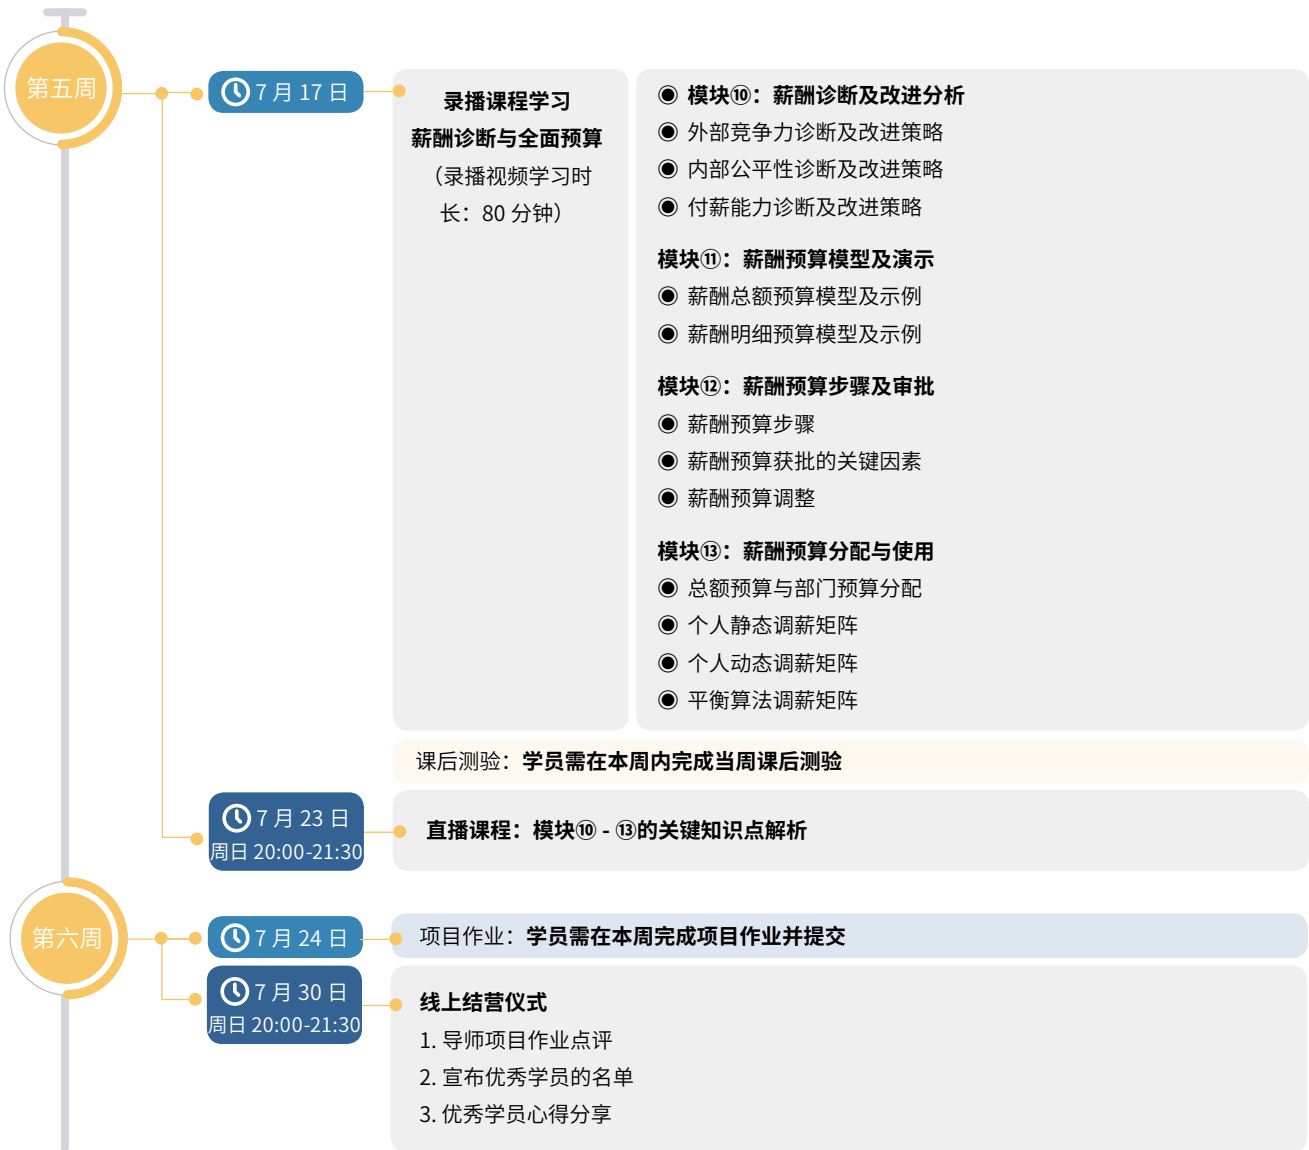 第五周
7 月 17 日
录播课程学习
薪酬诊断与全面预算
（录播视频学习时
长：80 分钟）
◉ 模块⑩：薪酬诊断及改进分析
◉ 外部竞争力诊断及改进策略
◉ 内部公平性诊断及改进策略
◉ 付薪能力诊断及改进策略
模块⑪：薪酬预算模型及演示
◉ 薪酬总额预算模型及示例
◉ 薪酬明细预算模型及示例
模块⑫：薪酬预算步骤及审批
◉ 薪酬预算步骤
◉ 薪酬预算获批的关键因素
◉ 薪酬预算调整
模块⑬：薪酬预算分配与使用
◉ 总额预算与部门预算分配
◉ 个人静态调薪矩阵
◉ 个人动态调薪矩阵
◉ 平衡算法调薪矩阵
课后测验：学员需在本周内完成当周课后测验
7 月 23 日
周日 20:00-21:30
直播课程：模块⑩ - ⑬的关键知识点解析
第六周
7 月 24 日
项目作业：学员需在本周完成项目作业并提交
7 月 30 日
周日 20:00-21:30
线上结营仪式
1. 导师项目作业点评
2. 宣布优秀学员的名单
3. 优秀学员心得分享